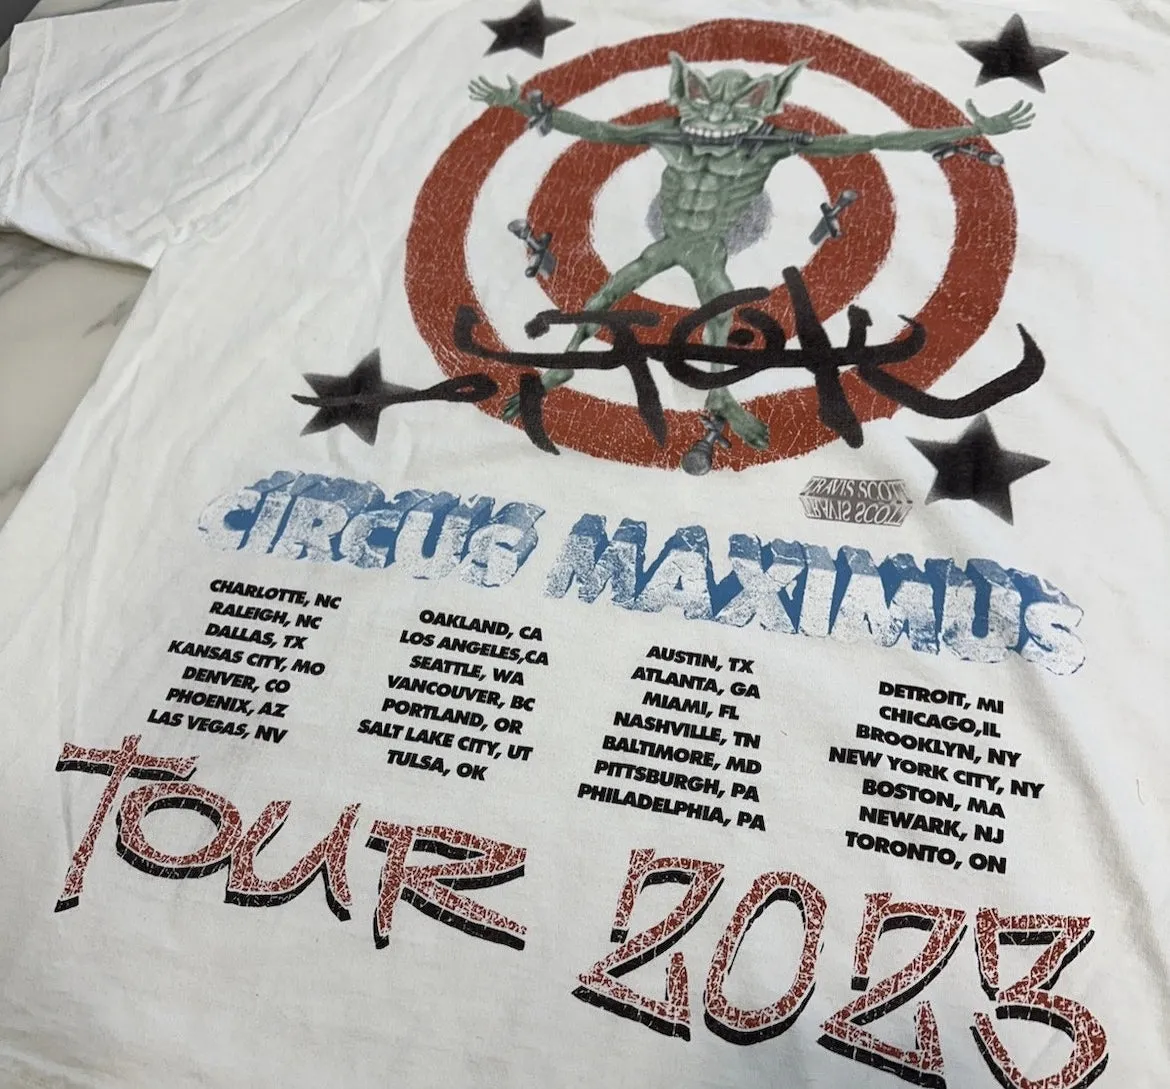 JACK
TRAVIS SCOTT
TRAVIS SCOTT
CIRCUS MAXIMUS
CHARLOTTE, NC
RALEIGH, NC
DALLAS, TX
KANSAS CITY, MO
DENVER, CO
PHOENIX, AZ
LAS VEGAS, NV
OAKLAND, CA
LOS ANGELES,CA
SEATTLE, WA
VANCOUVER, BC
PORTLAND, OR
SALT LAKE CITY, UT
TULSA, OK
AUSTIN, TX
ATLANTA, GA
MIAMI, FL
NASHVILLE, TN
BALTIMORE, MD
PITTSBURGH, PA
PHILADELPHIA, PA
DETROIT, MI
CHICAGO,IL
BROOKLYN, NY
NEW YORK CITY, NY
BOSTON, MA
NEWARK, NJ
TORONTO, ON
TOUR 2023